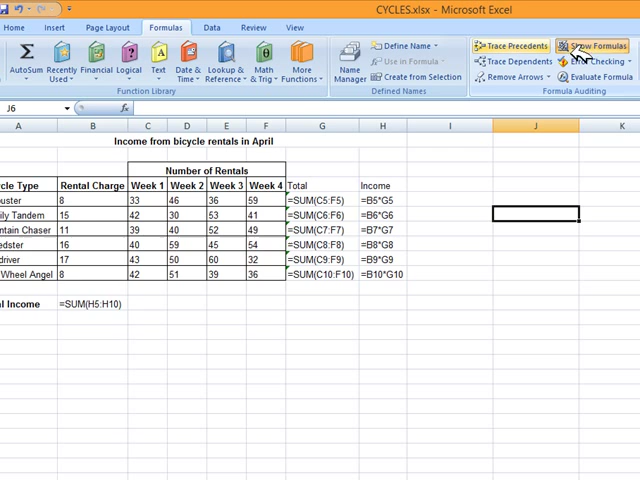 CYCLES.xlsx - Microsoft Excel
Home Insert Page Layout Formulas Data Review View
AutoSum Recently Used Financial Logical Text Date & Time Lookup & Reference Math & Trig More Functions
Function Library
Name Manager
Define Name
Use in Formula
Create from Selection
Defined Names
Trace Precedents Show Formulas
Trace Dependents Error Checking
Remove Arrows Evaluate Formula
Formula Auditing
J6 fx
A B C D E F G H I J K
Income from bicycle rentals in April
Number of Rentals
cle Type Rental Charge Week 1 Week 2 Week 3 Week 4 Total Income
uster 8 33 46 36 59 =SUM(C5:F5) =B5*G5
ily Tandem 15 42 30 53 41 =SUM(C6:F6) =B6*G6
ntain Chaser 11 39 40 52 49 =SUM(C7:F7) =B7*G7
edster 16 40 59 45 54 =SUM(C8:F8) =B8*G8
driver 17 43 50 60 32 =SUM(C9:F9) =B9*G9
Wheel Angel 8 42 51 39 36 =SUM(C10:F10) =B10*G10
al Income =SUM(H5:H10)